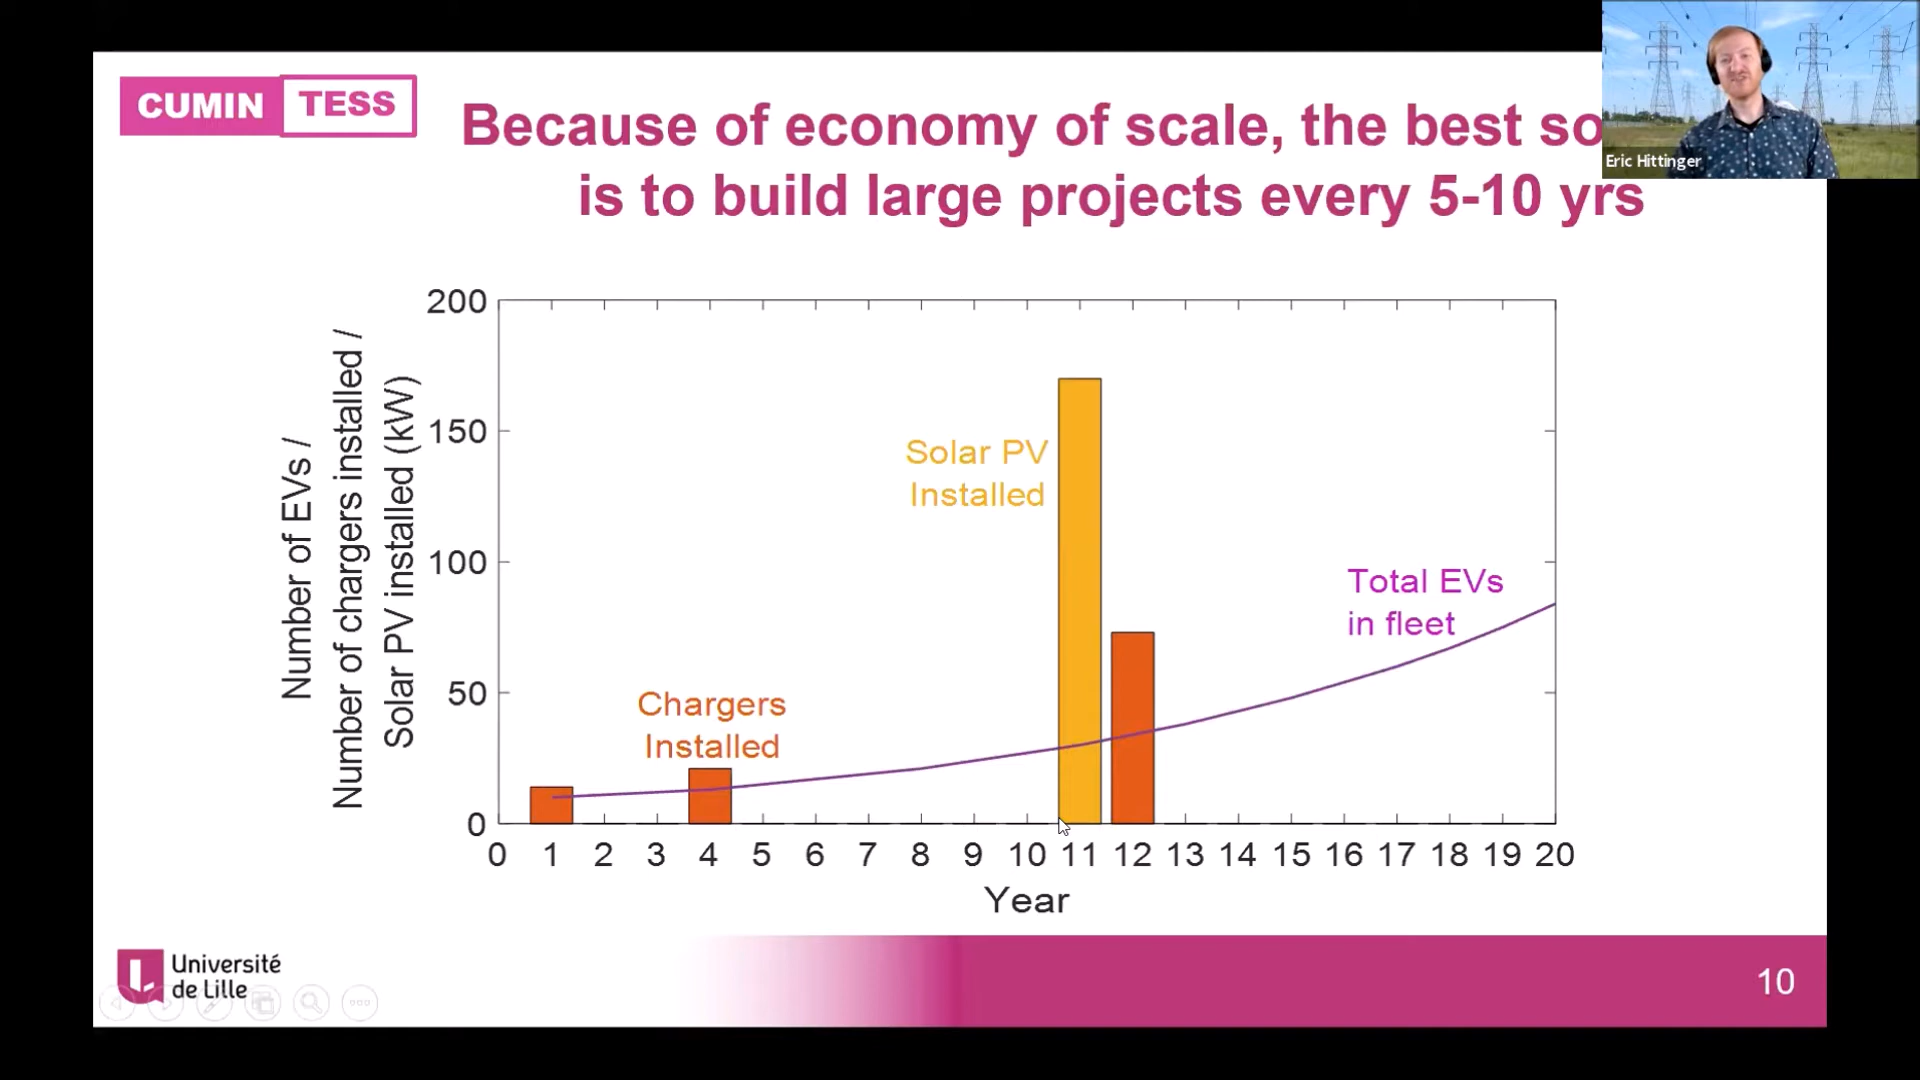 CUMIN TESS
Because of economy of scale, the best so
is to build large projects every 5-10 yrs
Eric Hittinger
Number of EVs /
Number of chargers installed /
Solar PV installed (kW)
200
150
100
50
0
Solar PV
Installed
Total EVs
in fleet
Chargers
Installed
0 1 2 3 4 5 6 7 8 9 10 11 12 13 14 15 16 17 18 19 20
Year
Université
de Lille
10